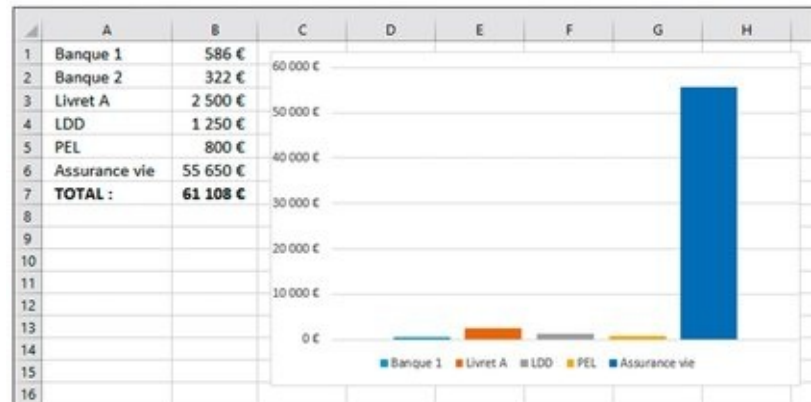 A B C D E F G H
1 Banque 1 586 €
2 Banque 2 322 €
3 Livret A 2 500 €
4 LDD 1 250 €
5 PEL 800 €
6 Assurance vie 55 650 €
7 TOTAL : 61 108 €
8
9
10
11
12
13
14
15
16
60 000 €
50 000 €
40 000 €
30 000 €
20 000 €
10 000 €
0 €
Banque 1 Livret A LDD PEL Assurance vie